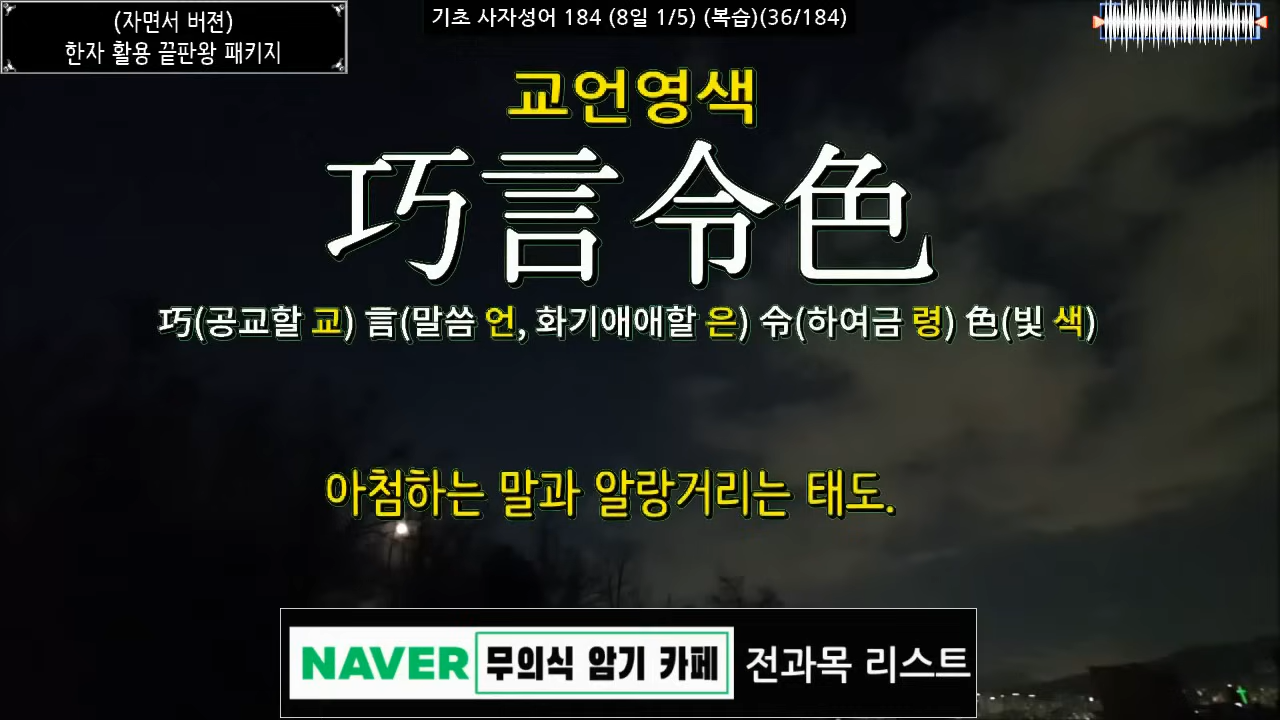 (자면서 버젼)
한자 활용 끝판왕 패키지
기초 사자성어 184 (8일 1/5) (복습)(36/184)
교언영색
巧言令色
巧(공교할 교) 言(말씀 언, 화기애애할 은) 令(하여금 령) 色(빛 색)
아첨하는 말과 알랑거리는 태도.
NAVER 무의식 암기 카페 전과목 리스트